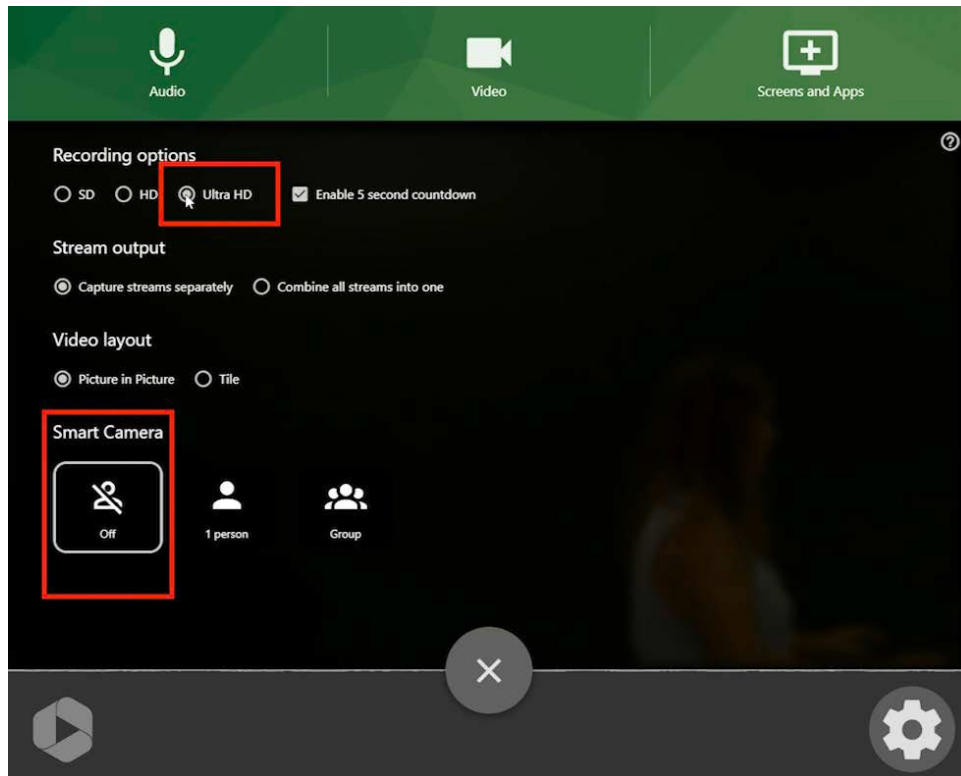 Audio
Video
Screens and Apps
Recording options
SD HD Ultra HD Enable 5 second countdown
Stream output
Capture streams separately Combine all streams into one
Video layout
Picture in Picture Tile
Smart Camera
Off 1 person Group